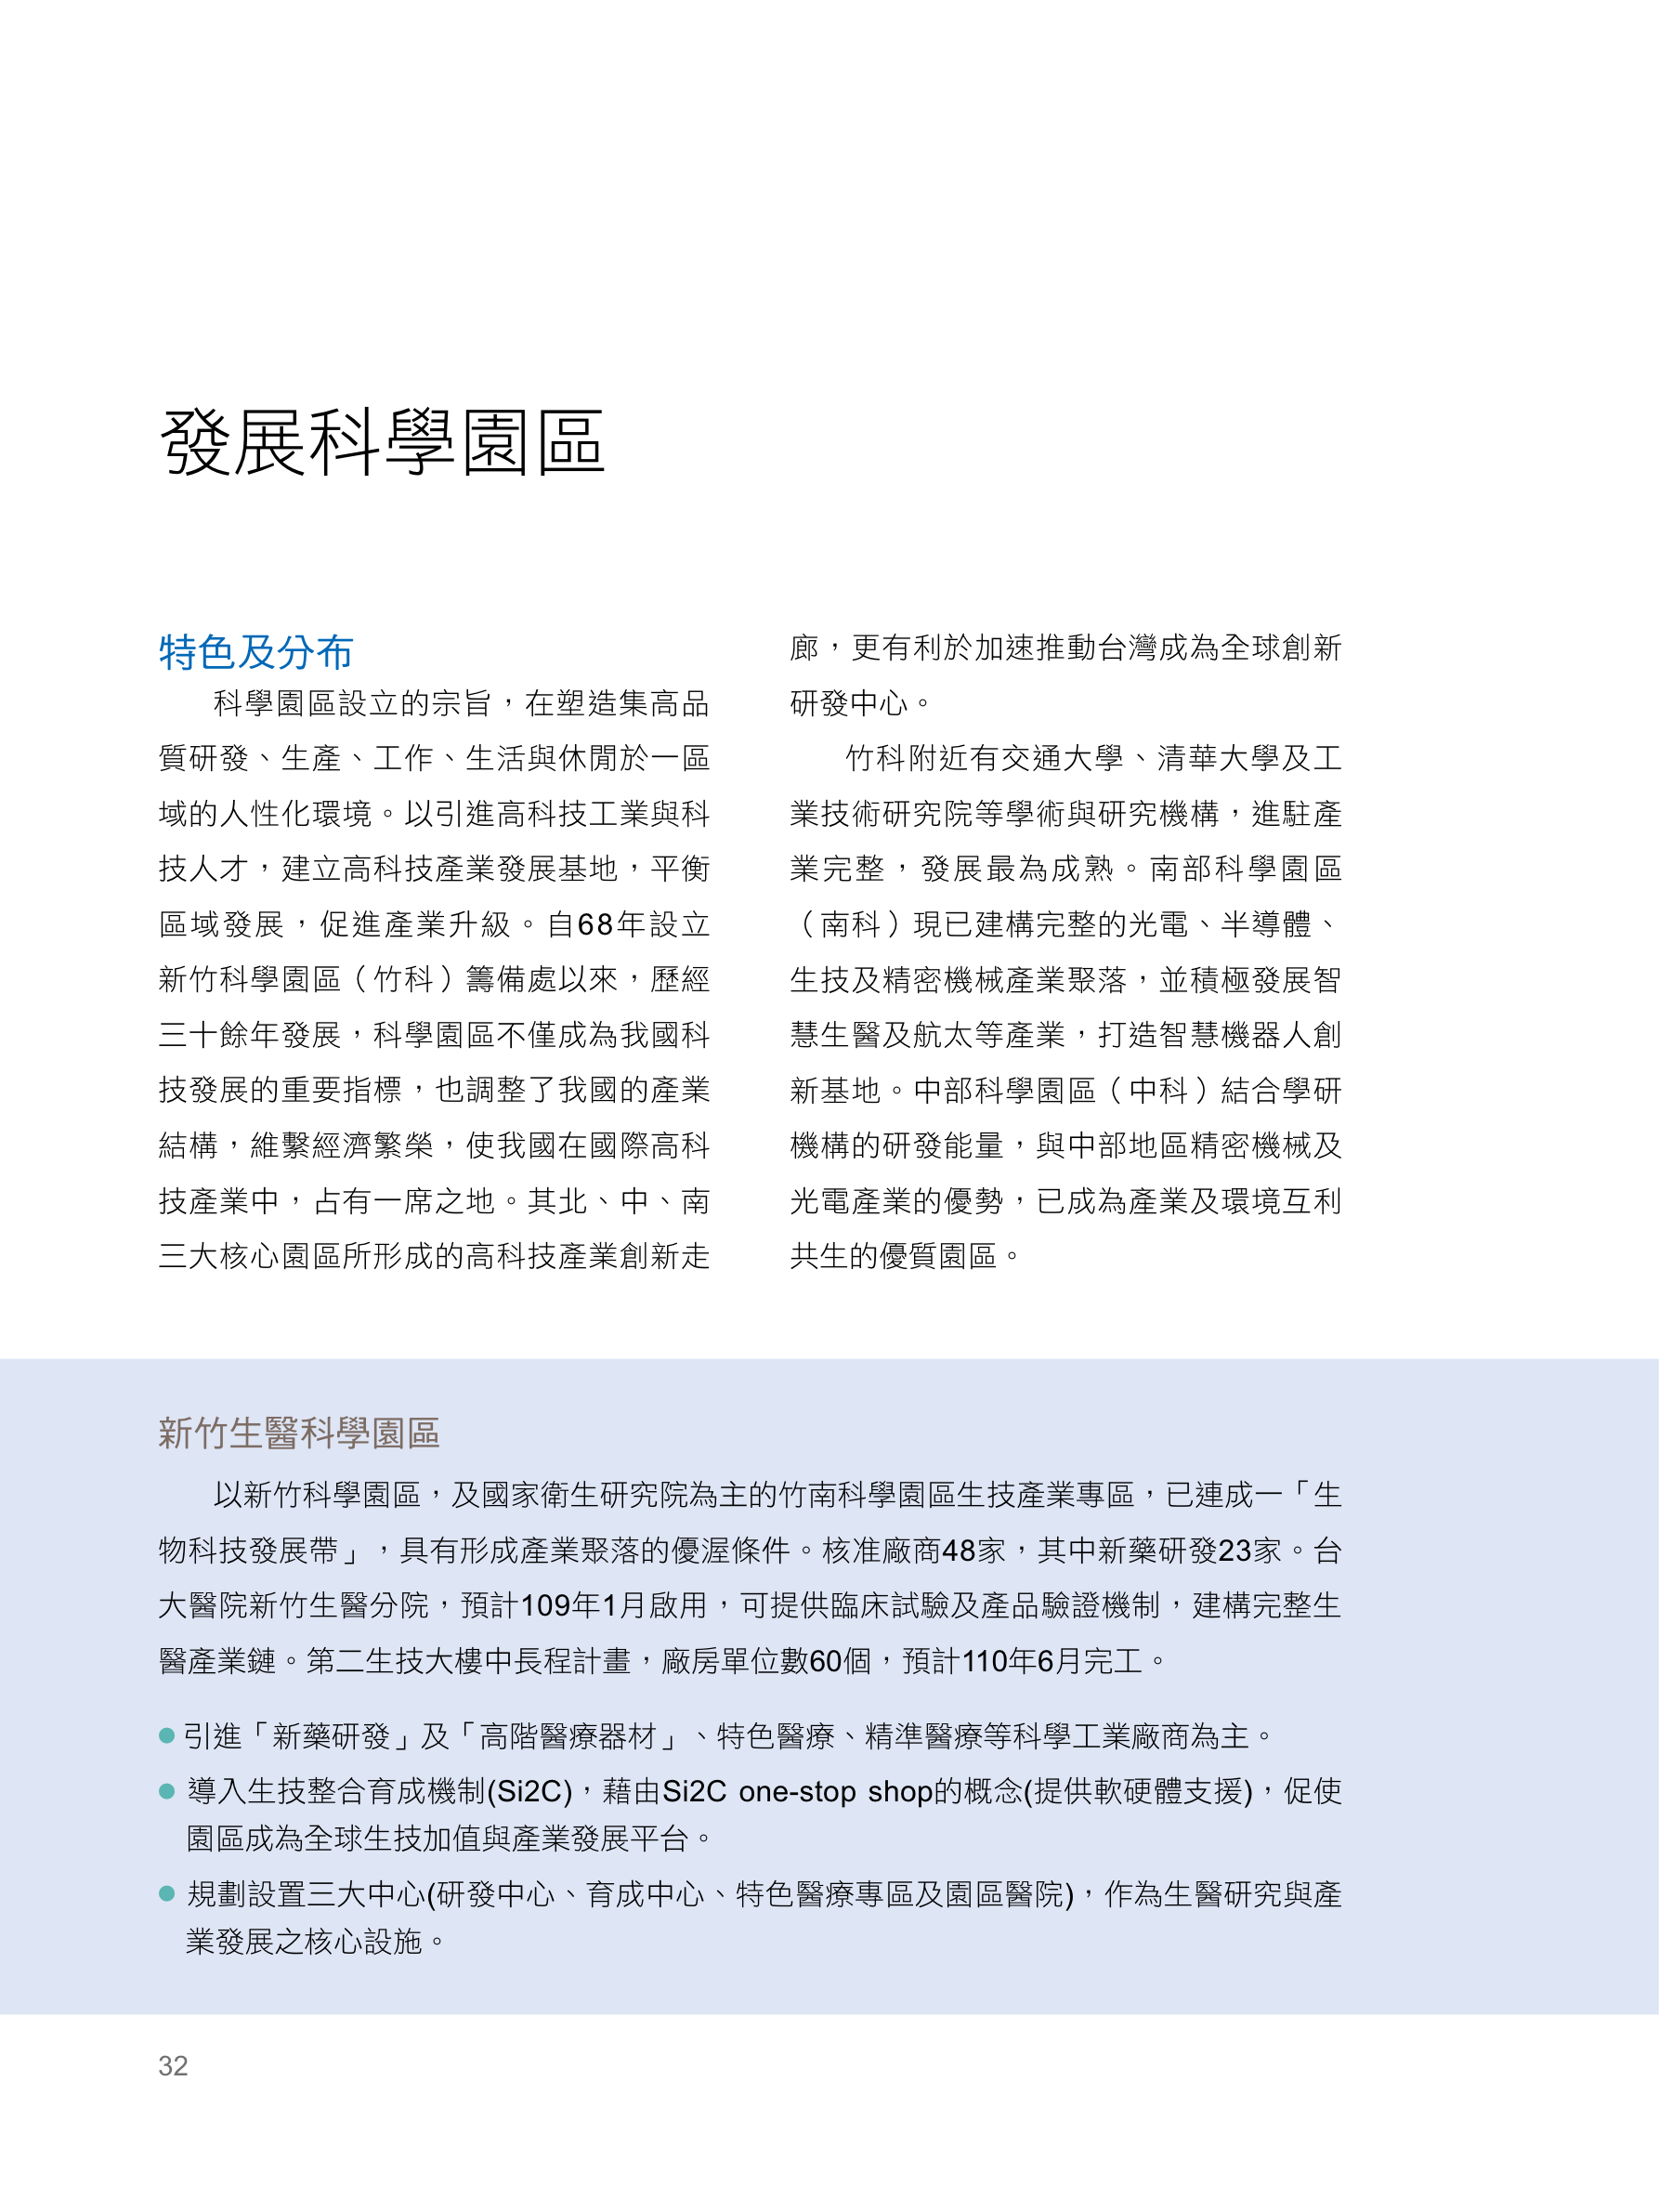 發展科學園區
特色及分布
科學園區設立的宗旨，在塑造集高品
質研發、生產、工作、生活與休閒於一區
域的人性化環境。以引進高科技工業與科
技人才，建立高科技產業發展基地，平衡
區域發展，促進產業升級。自68年設立
新竹科學園區（竹科）籌備處以來，歷經
三十餘年發展，科學園區不僅成為我國科
技發展的重要指標，也調整了我國的產業
結構，維繫經濟繁榮，使我國在國際高科
技產業中，占有一席之地。其北、中、南
三大核心園區所形成的高科技產業創新走
廊，更有利於加速推動台灣成為全球創新
研發中心。
竹科附近有交通大學、清華大學及工
業技術研究院等學術與研究機構，進駐產
業完整，發展最為成熟。南部科學園區
（南科）現已建構完整的光電、半導體、
生技及精密機械產業聚落，並積極發展智
慧生醫及航太等產業，打造智慧機器人創
新基地。中部科學園區（中科）結合學研
機構的研發能量，與中部地區精密機械及
光電產業的優勢，已成為產業及環境互利
共生的優質園區。
新竹生醫科學園區
以新竹科學園區，及國家衛生研究院為主的竹南科學園區生技產業專區，已連成一「生
物科技發展帶」，具有形成產業聚落的優渥條件。核准廠商48家，其中新藥研發23家。台
大醫院新竹生醫分院，預計109年1月啟用，可提供臨床試驗及產品驗證機制，建構完整生
醫產業鏈。第二生技大樓中長程計畫，廠房單位數60個，預計110年6月完工。
● 引進「新藥研發」及「高階醫療器材」、特色醫療、精準醫療等科學工業廠商為主。
● 導入生技整合育成機制(Si2C)，藉由Si2C one-stop shop的概念(提供軟硬體支援)，促使
園區成為全球生技加值與產業發展平台。
● 規劃設置三大中心(研發中心、育成中心、特色醫療專區及園區醫院)，作為生醫研究與產
業發展之核心設施。
32